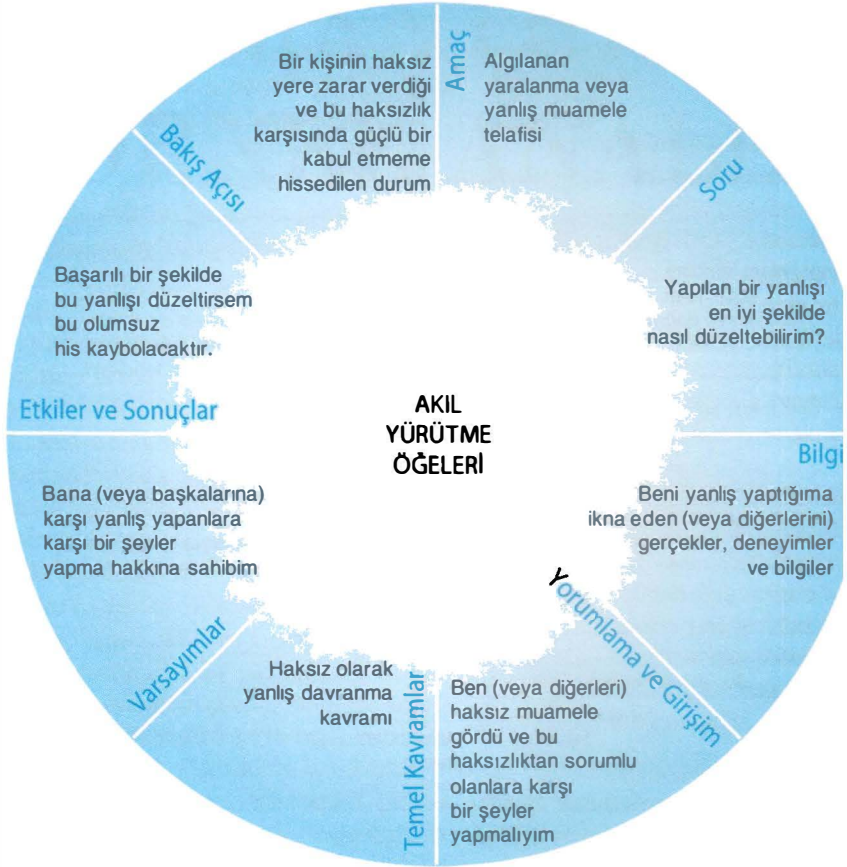 Amaç
Algılanan
yaralanma veya
yanlış muamele
telafisi
Soru
Yapılan bir yanlışı
en iyi şekilde
nasıl düzeltebilirim?
Bilgi
Beni yanlış yaptığıma
ikna eden (veya diğerlerini)
gerçekler, deneyimler
ve bilgiler
Yorumlama ve Girişim
Ben (veya diğerleri)
haksız muamele
gördü ve bu
haksızlıktan sorumlu
olanlara karşı
bir şeyler
yapmalıyım
Temel Kavramlar
Haksız olarak
yanlış davranma
kavramı
Varsayımlar
Bana (veya başkalarına)
karşı yanlış yapanlara
karşı bir şeyler
yapma hakkına sahibim
Etkiler ve Sonuçlar
Başarılı bir şekilde
bu yanlışı düzeltirsem
bu olumsuz
his kaybolacaktır.
Bakış Açısı
Bir kişinin haksız
yere zarar verdiği
ve bu haksızlık
karşısında güçlü bir
kabul etmeme
hissedilen durum
AKIL
YÜRÜTME
ÖĞELERİ